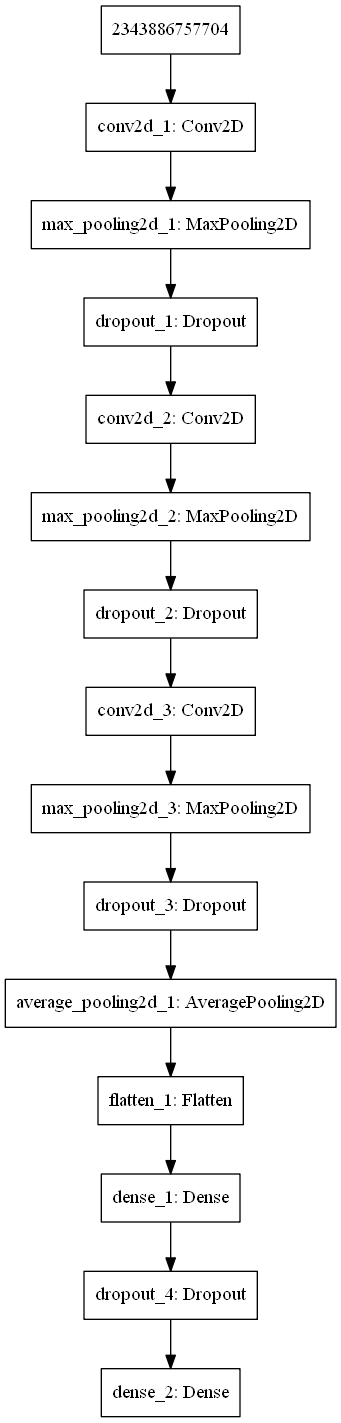 2343886757704
conv2d_1: Conv2D
max_pooling2d_1: MaxPooling2D
dropout_1: Dropout
conv2d_2: Conv2D
max_pooling2d_2: MaxPooling2D
dropout_2: Dropout
conv2d_3: Conv2D
max_pooling2d_3: MaxPooling2D
dropout_3: Dropout
average_pooling2d_1: AveragePooling2D
flatten_1: Flatten
dense_1: Dense
dropout_4: Dropout
dense_2: Dense